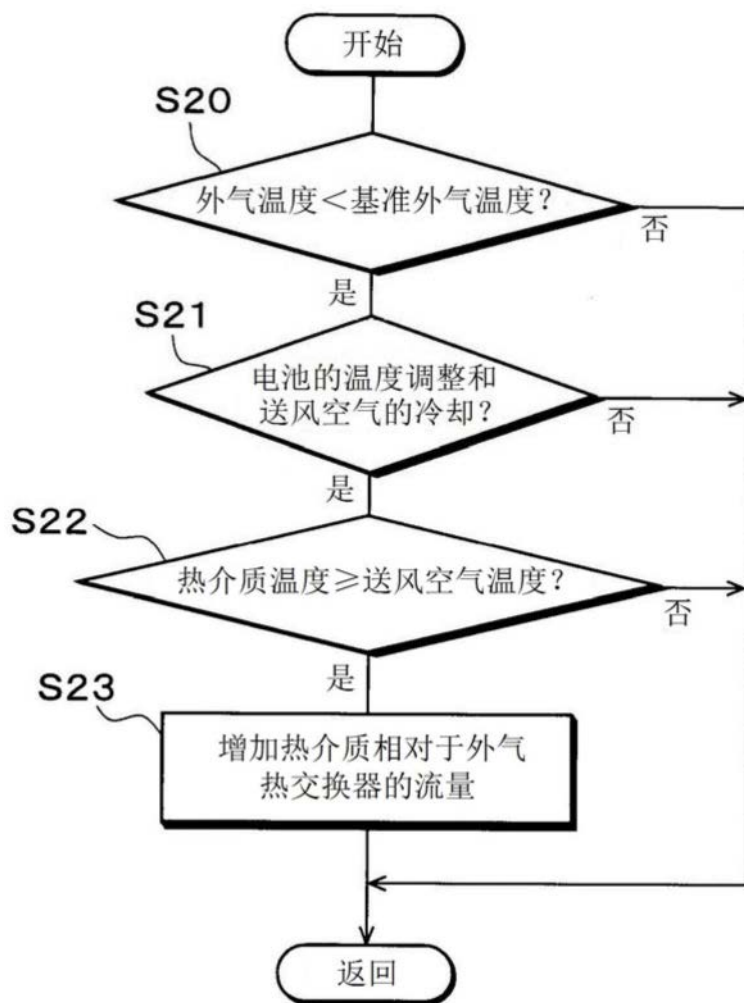 开始
S20
外气温度＜基准外气温度？
否
是
S21
电池的温度调整和
送风空气的冷却？
否
是
S22
热介质温度≥送风空气温度？
否
是
S23
增加热介质相对于外气
热交换器的流量
返回